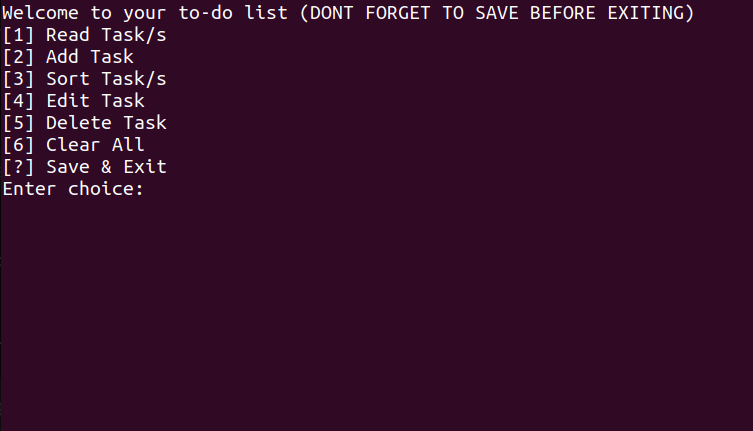 Welcome to your to-do list (DONT FORGET TO SAVE BEFORE EXITING)
[1] Read Task/s
[2] Add Task
[3] Sort Task/s
[4] Edit Task
[5] Delete Task
[6] Clear All
[?] Save & Exit
Enter choice: